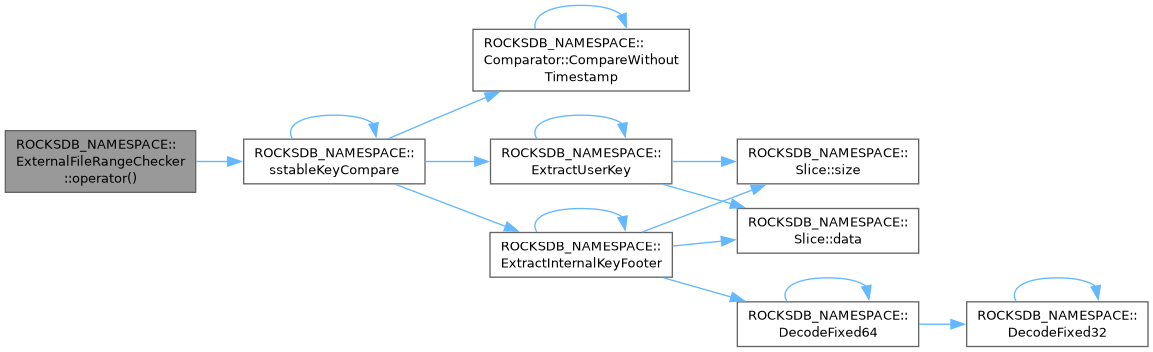 ROCKSDB_NAMESPACE::
ExternalFileRangeChecker
::operator()
ROCKSDB_NAMESPACE::
sstableKeyCompare
ROCKSDB_NAMESPACE::
Comparator::CompareWithout
Timestamp
ROCKSDB_NAMESPACE::
ExtractUserKey
ROCKSDB_NAMESPACE::
ExtractInternalKeyFooter
ROCKSDB_NAMESPACE::
Slice::size
ROCKSDB_NAMESPACE::
Slice::data
ROCKSDB_NAMESPACE::
DecodeFixed64
ROCKSDB_NAMESPACE::
DecodeFixed32